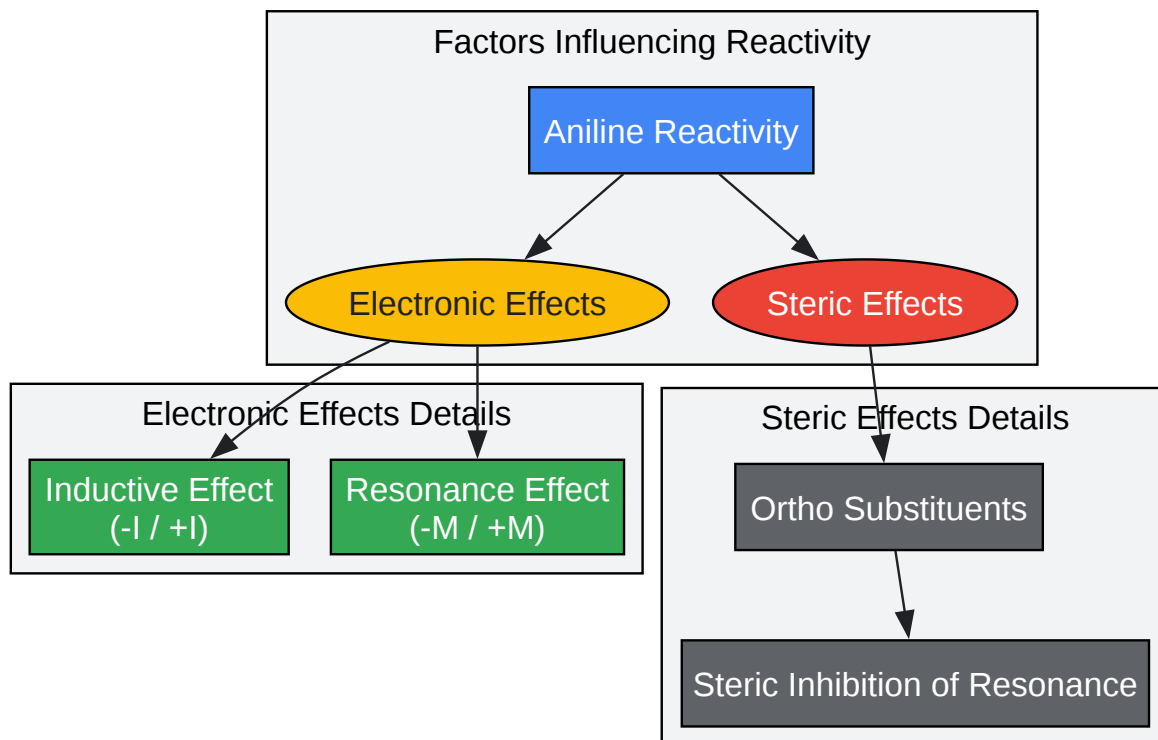 Factors Influencing Reactivity
Aniline Reactivity
Electronic Effects
Steric Effects
Electronic Effects Details
Inductive Effect
(-I / +I)
Resonance Effect
(-M / +M)
Steric Effects Details
Ortho Substituents
Steric Inhibition of Resonance